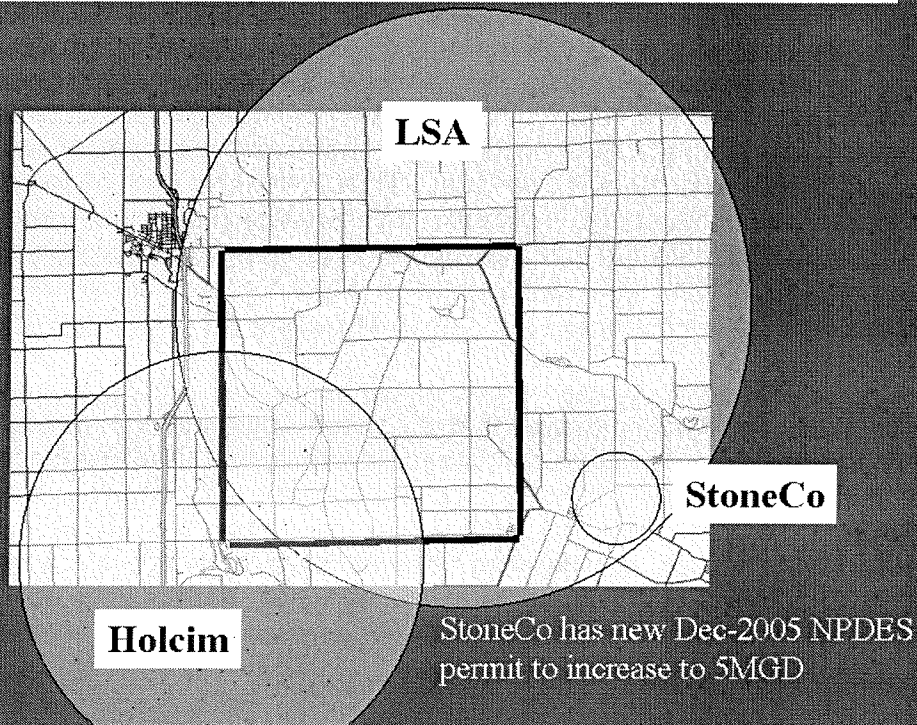 LSA
StoneCo
Holcim
StoneCo has new Dec-2005 NPDES
permit to increase to 5MGD